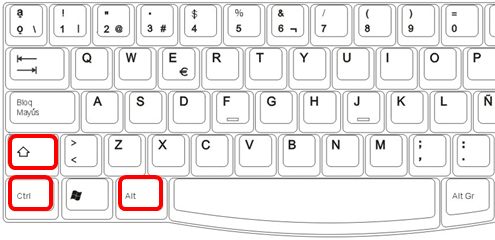 a ! " · $ % & / ( ) =
o \ 1 | 2 @ 3 # 4 5 6 ¬ 7 8 9 0
Q W E € R T Y U I O P
Bloq
Mayús
A S D F G H J K L Ñ
> < Z X C V B N M ; , : .
Ctrl Alt Alt Gr